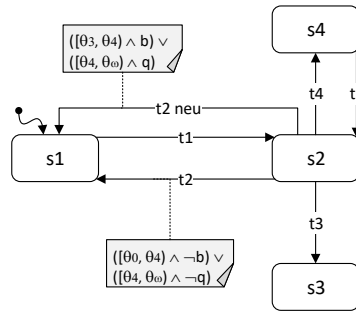 ([θ3, θ4) ∧ b) ∨
([θ4, θω) ∧ q)
s4
t2 neu
t4
t
s1
t1
s2
t2
t3
([θ0, θ4) ∧ ¬b) ∨
([θ4, θω) ∧ ¬q)
s3